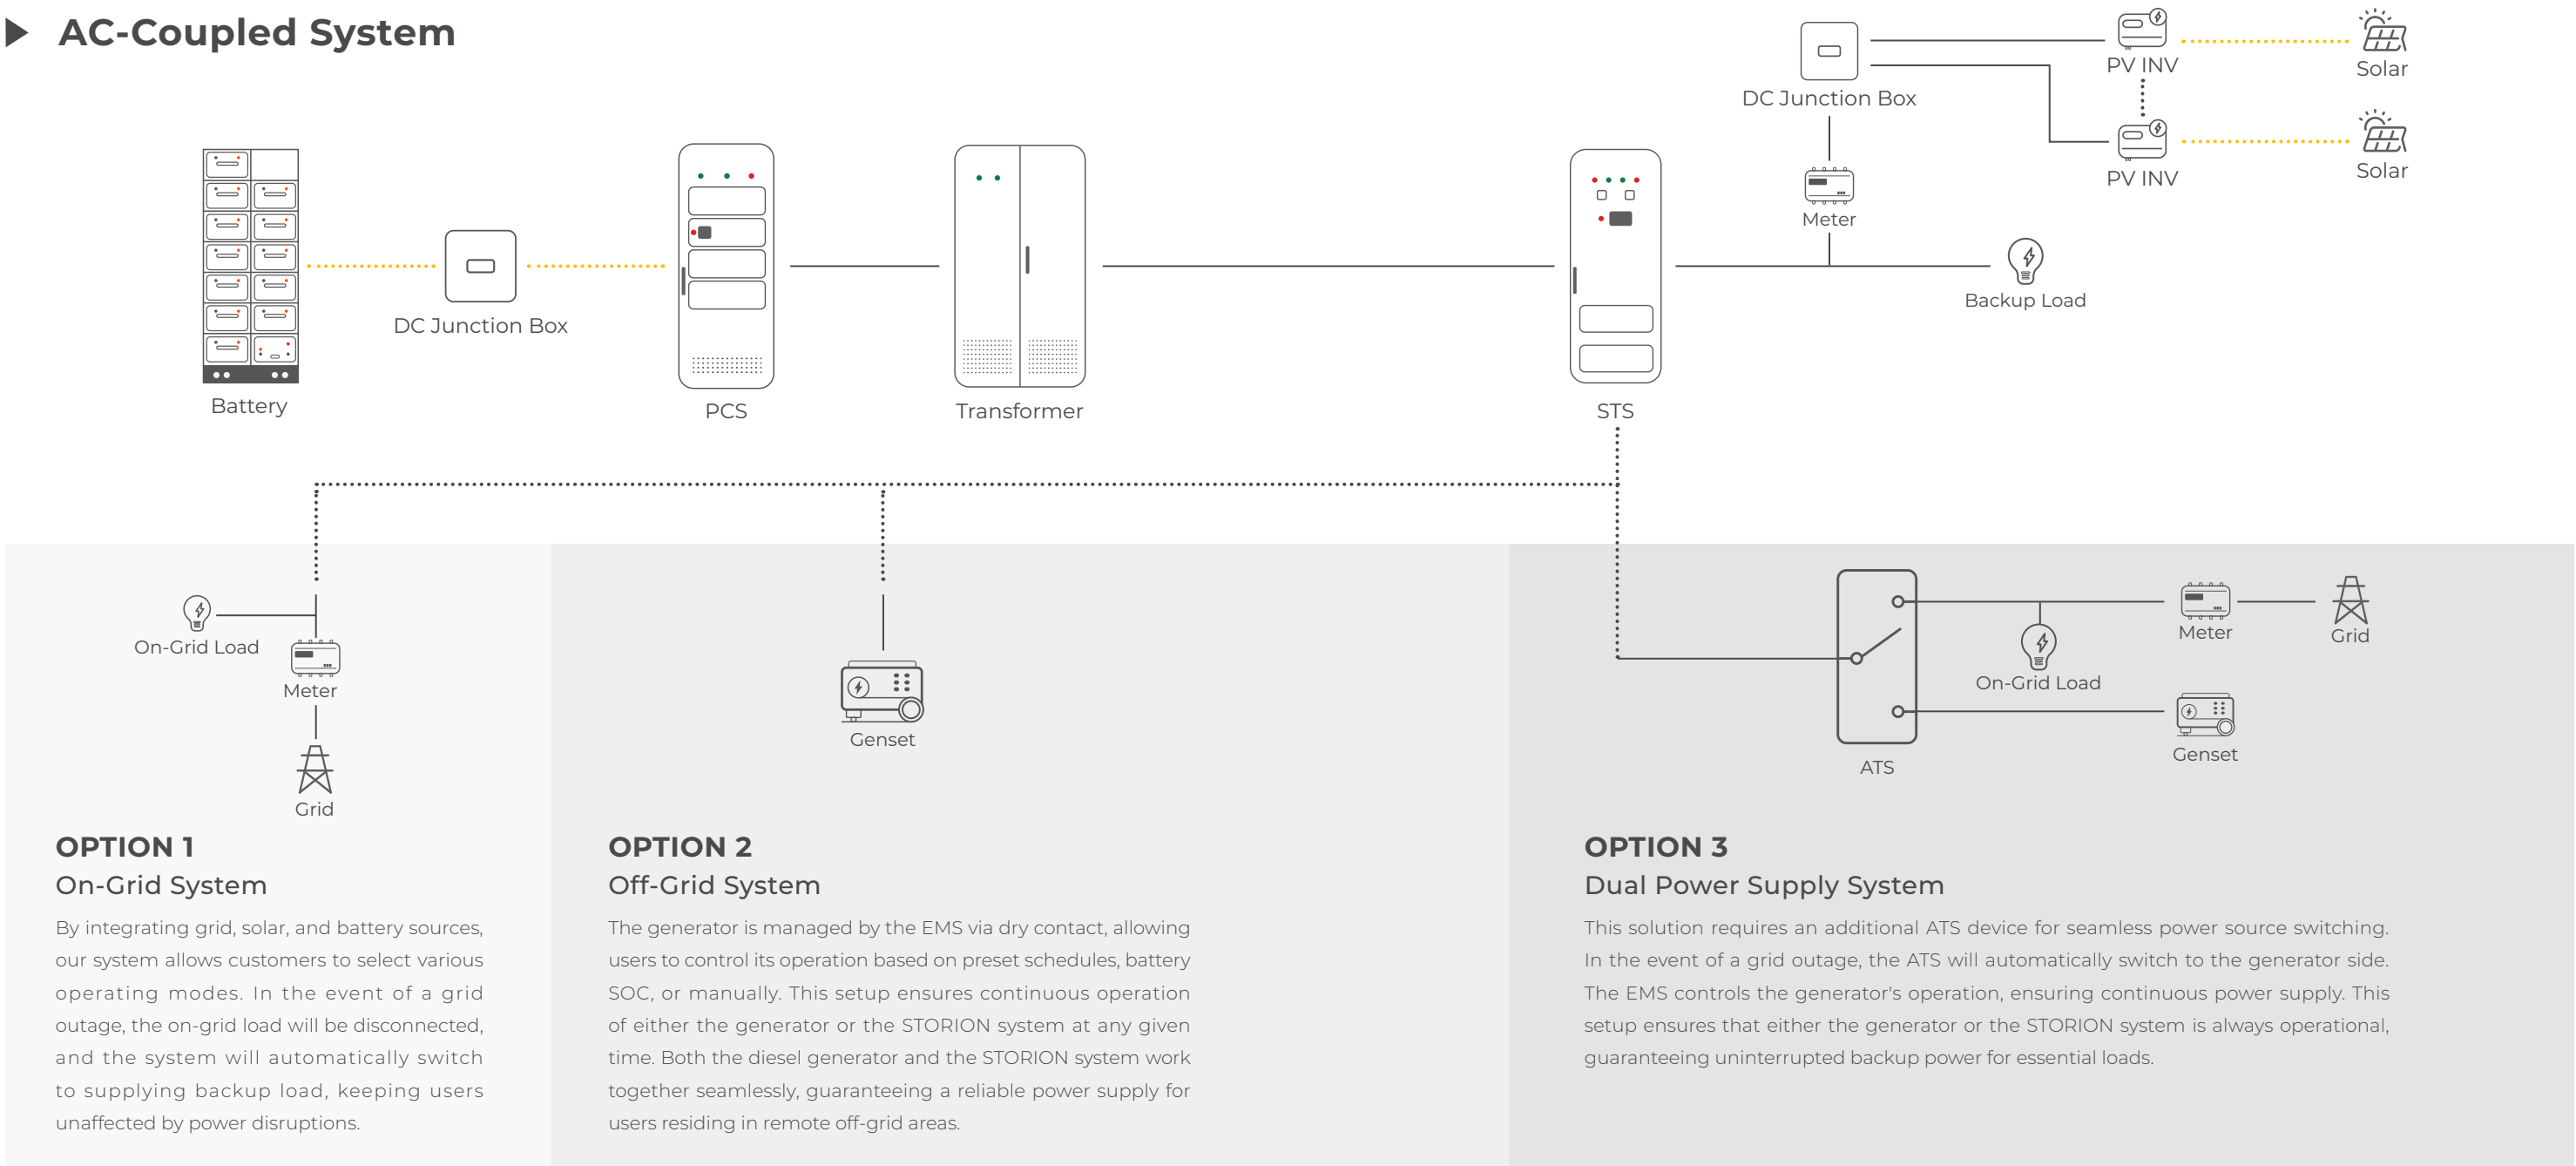 AC-Coupled System
DC Junction Box
PV INV
Solar
PV INV
Solar
Meter
Backup Load
DC Junction Box
Battery
PCS
Transformer
STS
On-Grid Load
Meter
Grid
Genset
ATS
On-Grid Load
Meter
Grid
Genset
OPTION 1
On-Grid System
By integrating grid, solar, and battery sources,
our system allows customers to select various
operating modes. In the event of a grid
outage, the on-grid load will be disconnected,
and the system will automatically switch
to supplying backup load, keeping users
unaffected by power disruptions.
OPTION 2
Off-Grid System
The generator is managed by the EMS via dry contact, allowing
users to control its operation based on preset schedules, battery
SOC, or manually. This setup ensures continuous operation
of either the generator or the STORION system at any given
time. Both the diesel generator and the STORION system work
together seamlessly, guaranteeing a reliable power supply for
users residing in remote off-grid areas.
OPTION 3
Dual Power Supply System
This solution requires an additional ATS device for seamless power source switching.
In the event of a grid outage, the ATS will automatically switch to the generator side.
The EMS controls the generator's operation, ensuring continuous power supply. This
setup ensures that either the generator or the STORION system is always operational,
guaranteeing uninterrupted backup power for essential loads.